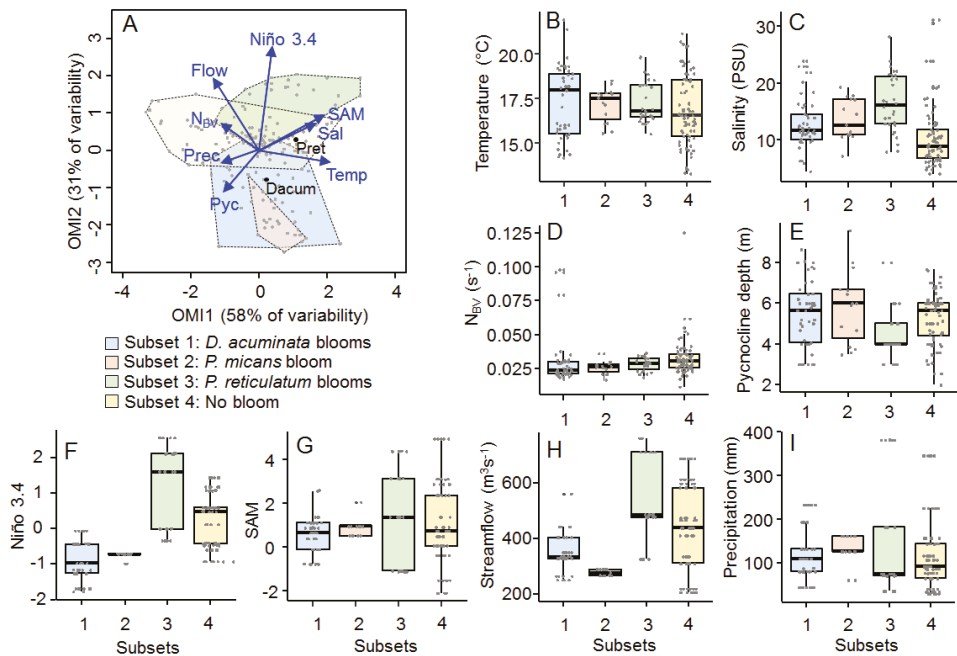 A
OMI2 (31% of variability)
3
2
1
0
-1
-2
-3
Niño 3.4
Flow
N_BV
SAM
Sal
Pret
Prec
Temp
Dacum
Pyc
-4
-2
0
2
4
OMI1 (58% of variability)
Subset 1: D. acuminata blooms
Subset 2: P. micans bloom
Subset 3: P. reticulatum blooms
Subset 4: No bloom
B
Temperature (°C)
20.0
17.5
15.0
1 2 3 4
C
Salinity (PSU)
30
20
10
1 2 3 4
D
N_BV (s⁻¹)
0.125
0.100
0.075
0.050
0.025
1 2 3 4
E
Pycnocline depth (m)
8
6
4
2
1 2 3 4
F
Niño 3.4
2
1
0
-1
-2
1 2 3 4
Subsets
G
SAM
4
2
0
-2
1 2 3 4
Subsets
H
Streamflow (m³s⁻¹)
600
400
200
1 2 3 4
Subsets
I
Precipitation (mm)
400
300
200
100
1 2 3 4
Subsets